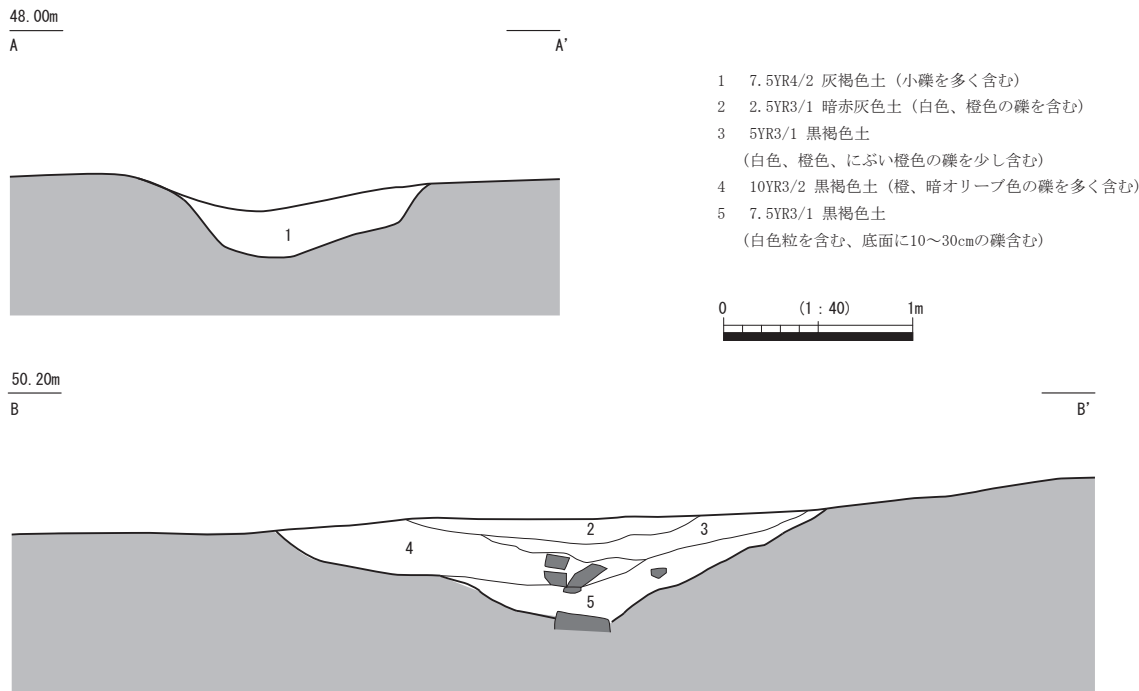 48.00m
A A'
1 7.5YR4/2 灰褐色土（小礫を多く含む）
2 2.5YR3/1 暗赤灰色土（白色、橙色の礫を含む）
3 5YR3/1 黒褐色土
（白色、橙色、にぶい橙色の礫を少し含む）
4 10YR3/2 黒褐色土（橙、暗オリーブ色の礫を多く含む）
5 7.5YR3/1 黒褐色土
（白色粒を含む、底面に10～30cmの礫含む）
1
0 (1：40) 1m
50.20m
B B'
2
3
4
5